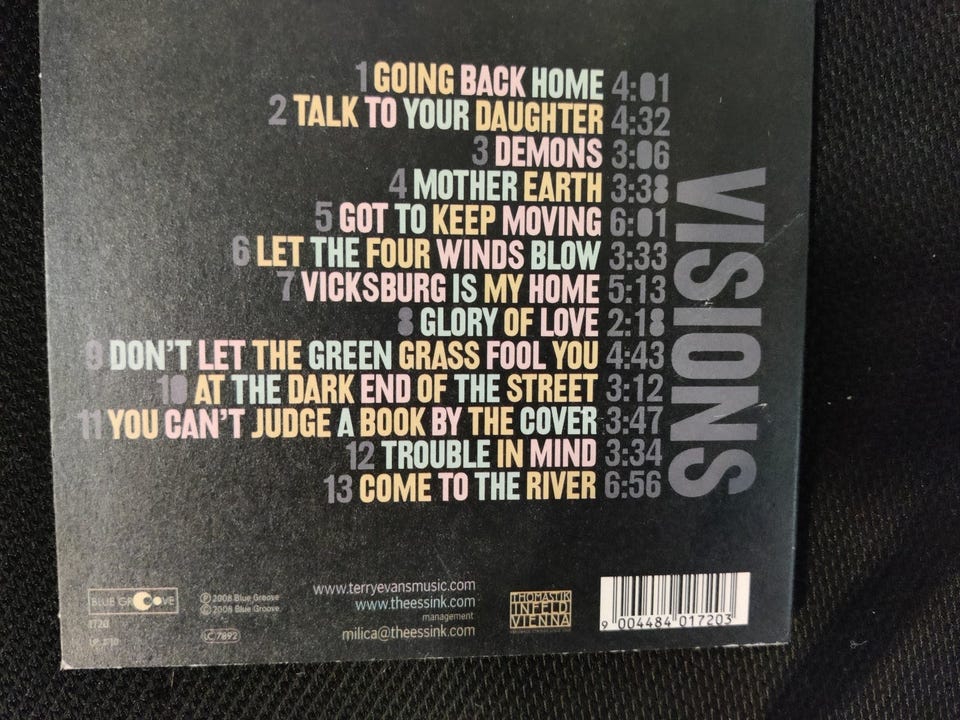 1 GOING BACK HOME 4:01
2 TALK TO YOUR DAUGHTER 4:32
3 DEMONS 3:06
4 MOTHER EARTH 3:38
5 GOT TO KEEP MOVING 6:01
6 LET THE FOUR WINDS BLOW 3:33
7 VICKSBURG IS MY HOME 5:13
8 GLORY OF LOVE 2:18
9 DON'T LET THE GREEN GRASS FOOL YOU 4:43
10 AT THE DARK END OF THE STREET 3:12
11 YOU CAN'T JUDGE A BOOK BY THE COVER 3:47
12 TROUBLE IN MIND 3:34
13 COME TO THE RIVER 6:56
VISIONS
BLUE GROOVE
1720
℗ 2008 Blue Groove
© 2008 Blue Groove
LC 7892
www.terryevansmusic.com
www.theessink.com
management
milica@theessink.com
THOMASTIK
INFELD
VIENNA
9 004484 017203